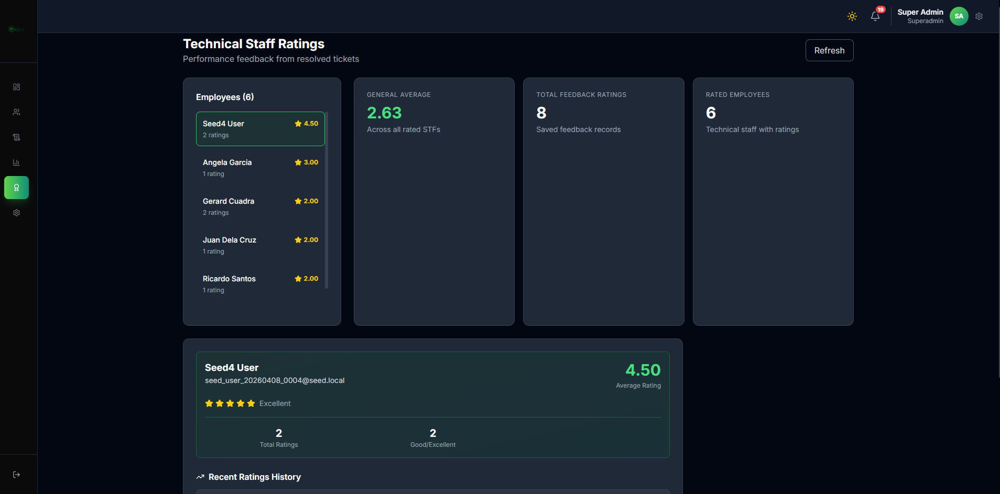 19
Super Admin
Superadmin
SA
Technical Staff Ratings
Performance feedback from resolved tickets
Refresh
Employees (6)
Seed4 User
4.50
2 ratings
Angela Garcia
3.00
1 rating
Gerard Cuadra
2.00
2 ratings
Juan Dela Cruz
2.00
1 rating
Ricardo Santos
2.00
1 rating
GENERAL AVERAGE
2.63
Across all rated STFs
TOTAL FEEDBACK RATINGS
8
Saved feedback records
RATED EMPLOYEES
6
Technical staff with ratings
Seed4 User
seed_user_20260408_0004@seed.local
4.50
Average Rating
Excellent
2
Total Ratings
2
Good/Excellent
Recent Ratings History